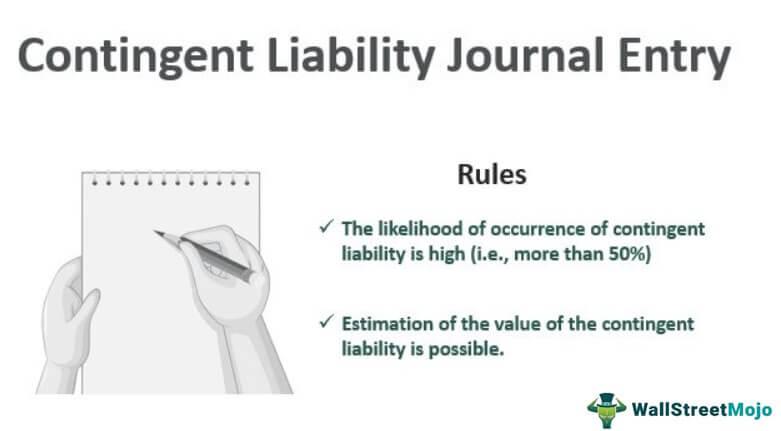 Contingent Liability Journal Entry
Rules
✓ The likelihood of occurrence of contingent
liability is high (i.e., more than 50%)
✓ Estimation of the value of the contingent
liability is possible.
WallStreetMojo